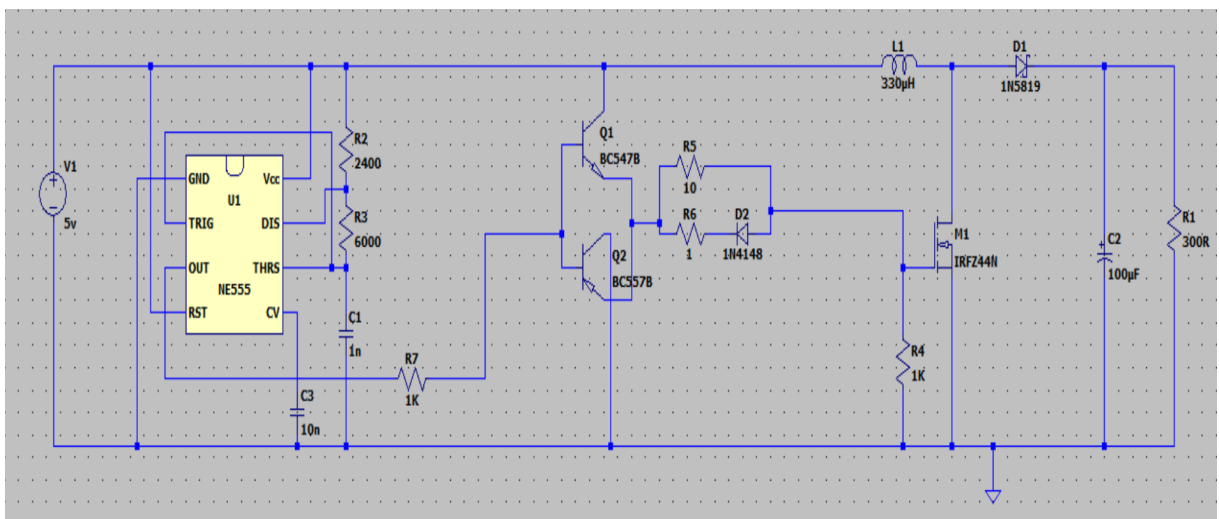 L1
330µH
D1
1N5819
V1
5v
GND
Vcc
U1
TRIG
DIS
OUT
THRS
NE555
RST
CV
R2
2400
R3
6000
C1
1n
C3
10n
R7
1K
Q1
BC547B
Q2
BC557B
R5
10
R6
1
D2
1N4148
M1
IRFZ44N
R4
1K
C2
100µF
R1
300R
+
-
+